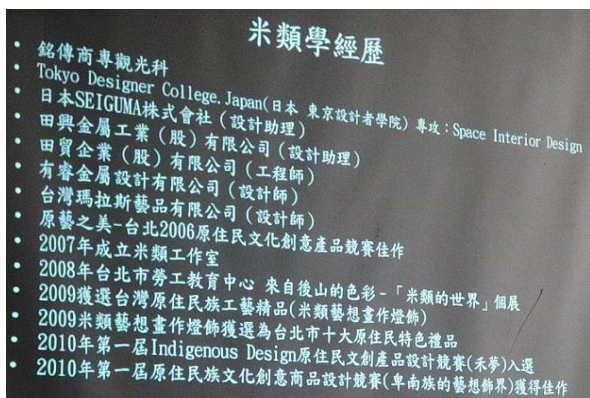 米類學經歷
• 銘傳商專觀光科
• Tokyo Designer College.Japan(日本 東京設計者學院) 專攻：Space Interior Design
• 日本SEIGUMA株式會社（設計助理）
• 田興金屬工業（股）有限公司（設計助理）
• 田貿企業（股）有限公司（工程師）
• 有睿金屬設計有限公司（設計師）
• 台灣瑪拉斯藝品有限公司（設計師）
• 原藝之美-台北2006原住民文化創意產品競賽佳作
• 2007年成立米類工作室
• 2008年台北市勞工教育中心 來自後山的色彩-「米類的世界」個展
• 2009獲選台灣原住民族工藝精品(米類藝想畫作燈飾)
• 2009米類藝想畫作燈飾獲選為台北市十大原住民特色禮品
• 2010年第一屆Indigenous Design原住民文創產品設計競賽(禾夢)入選
• 2010年第一屆原住民族文化創意商品設計競賽(卑南族的藝想飾界)獲得佳作